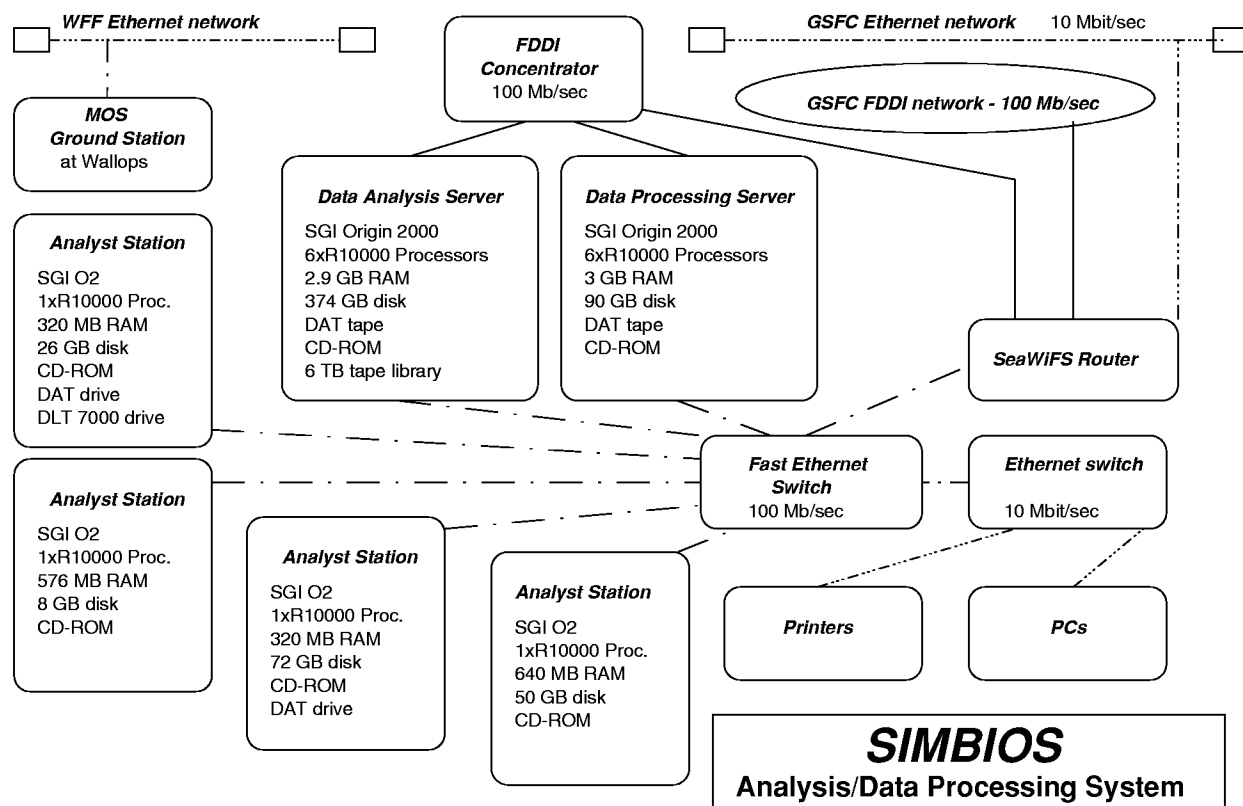 WFF Ethernet network
GSFC Ethernet network 10 Mbit/sec
FDDI
Concentrator
100 Mb/sec
GSFC FDDI network - 100 Mb/sec
MOS
Ground Station
at Wallops
Data Analysis Server
SGI Origin 2000
6xR10000 Processors
2.9 GB RAM
374 GB disk
DAT tape
CD-ROM
6 TB tape library
Data Processing Server
SGI Origin 2000
6xR10000 Processors
3 GB RAM
90 GB disk
DAT tape
CD-ROM
Analyst Station
SGI O2
1xR10000 Proc.
320 MB RAM
26 GB disk
CD-ROM
DAT drive
DLT 7000 drive
SeaWiFS Router
Analyst Station
SGI O2
1xR10000 Proc.
576 MB RAM
8 GB disk
CD-ROM
Fast Ethernet
Switch
100 Mb/sec
Ethernet switch
10 Mbit/sec
Analyst Station
SGI O2
1xR10000 Proc.
320 MB RAM
72 GB disk
CD-ROM
DAT drive
Analyst Station
SGI O2
1xR10000 Proc.
640 MB RAM
50 GB disk
CD-ROM
Printers
PCs
SIMBIOS
Analysis/Data Processing System